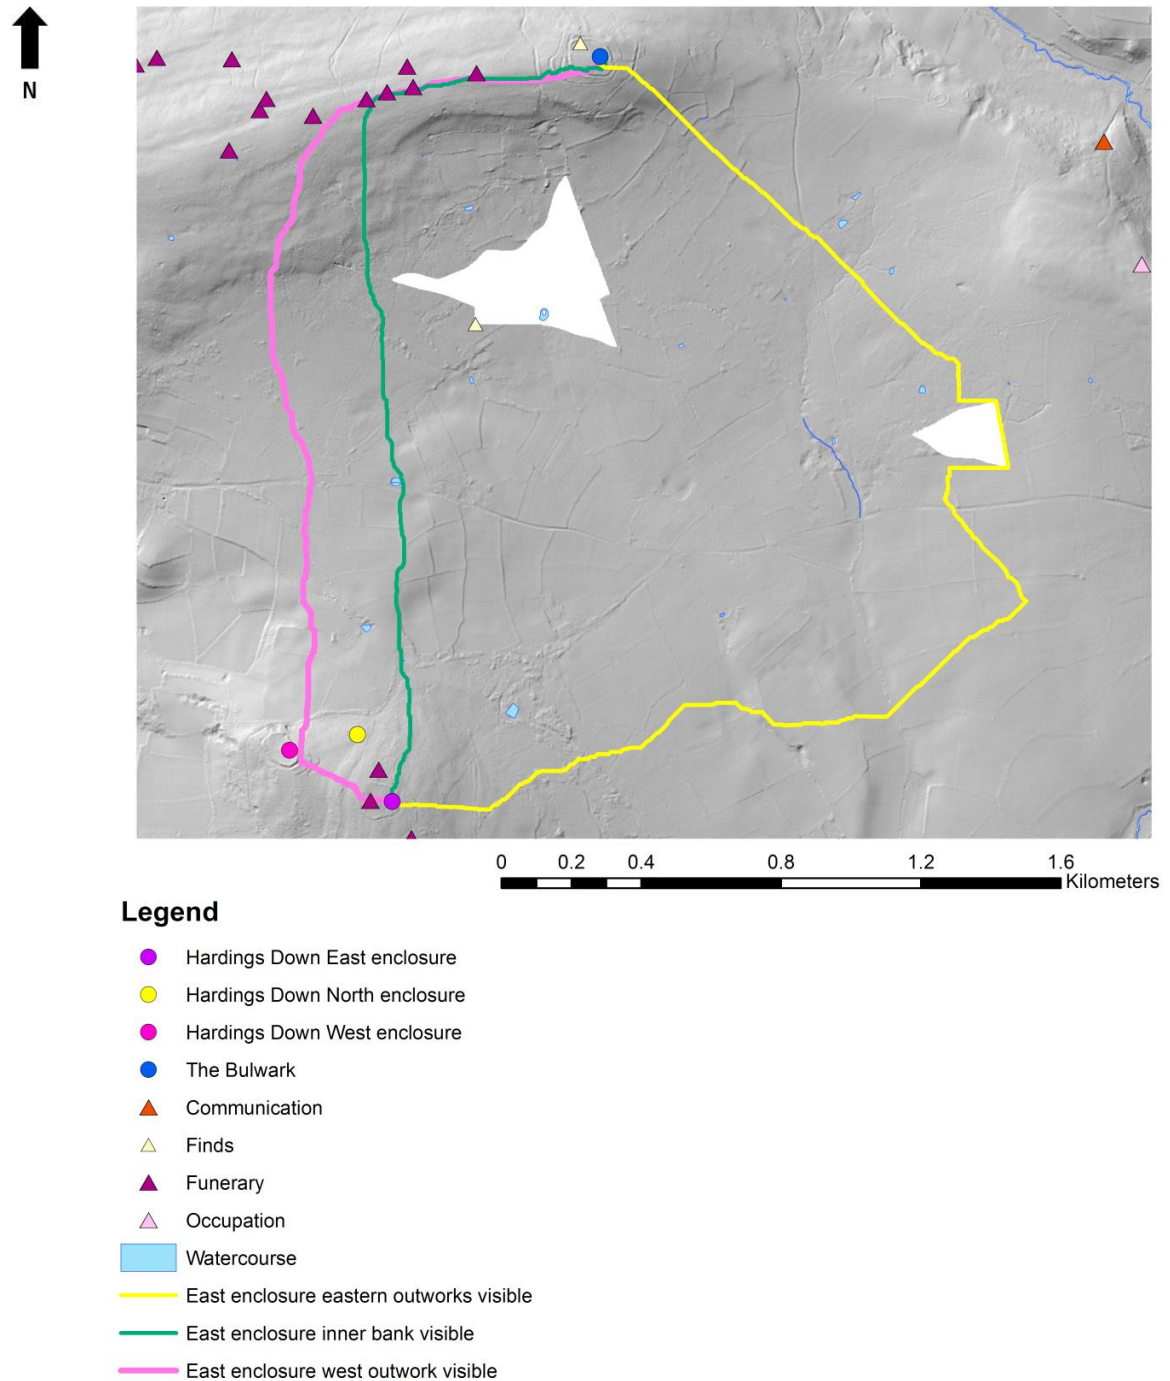 N
0 0.2 0.4 0.8 1.2 1.6
Kilometers
Legend
Hardings Down East enclosure
Hardings Down North enclosure
Hardings Down West enclosure
The Bulwark
Communication
Finds
Funerary
Occupation
Watercourse
East enclosure eastern outworks visible
East enclosure inner bank visible
East enclosure west outwork visible